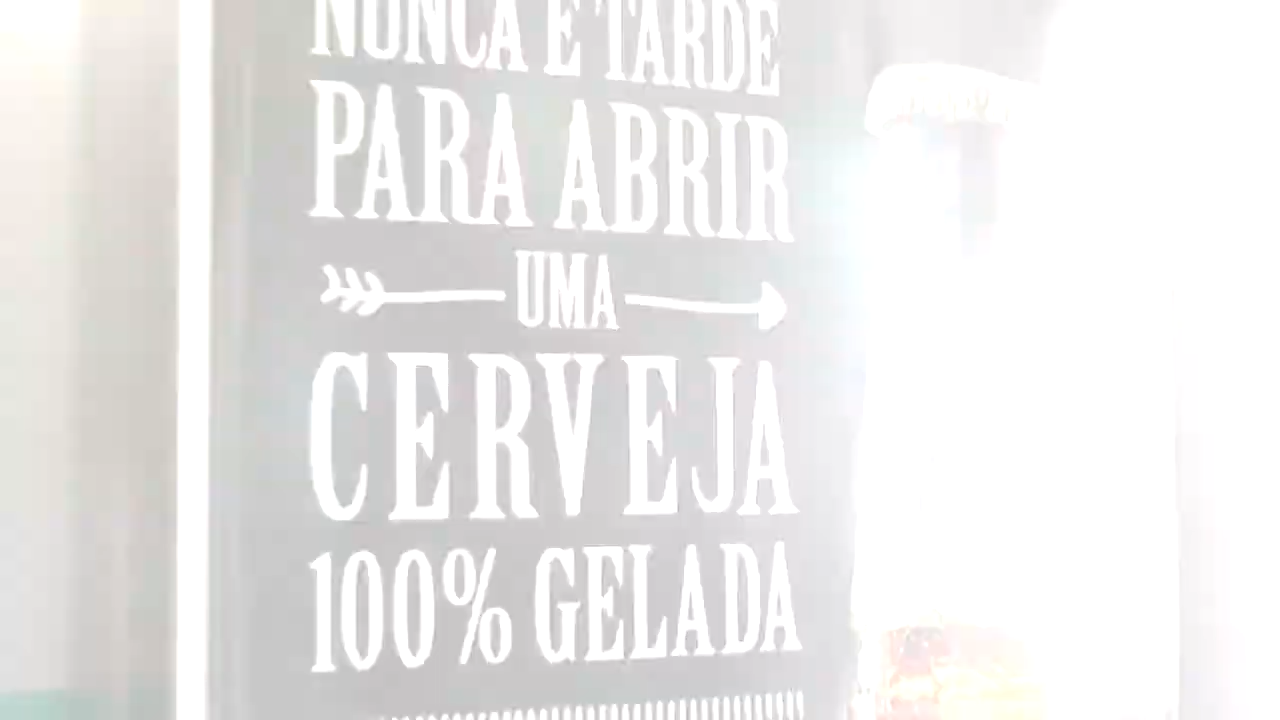 NUNCA É TARDE
PARA ABRIR
UMA
CERVEJA
100% GELADA